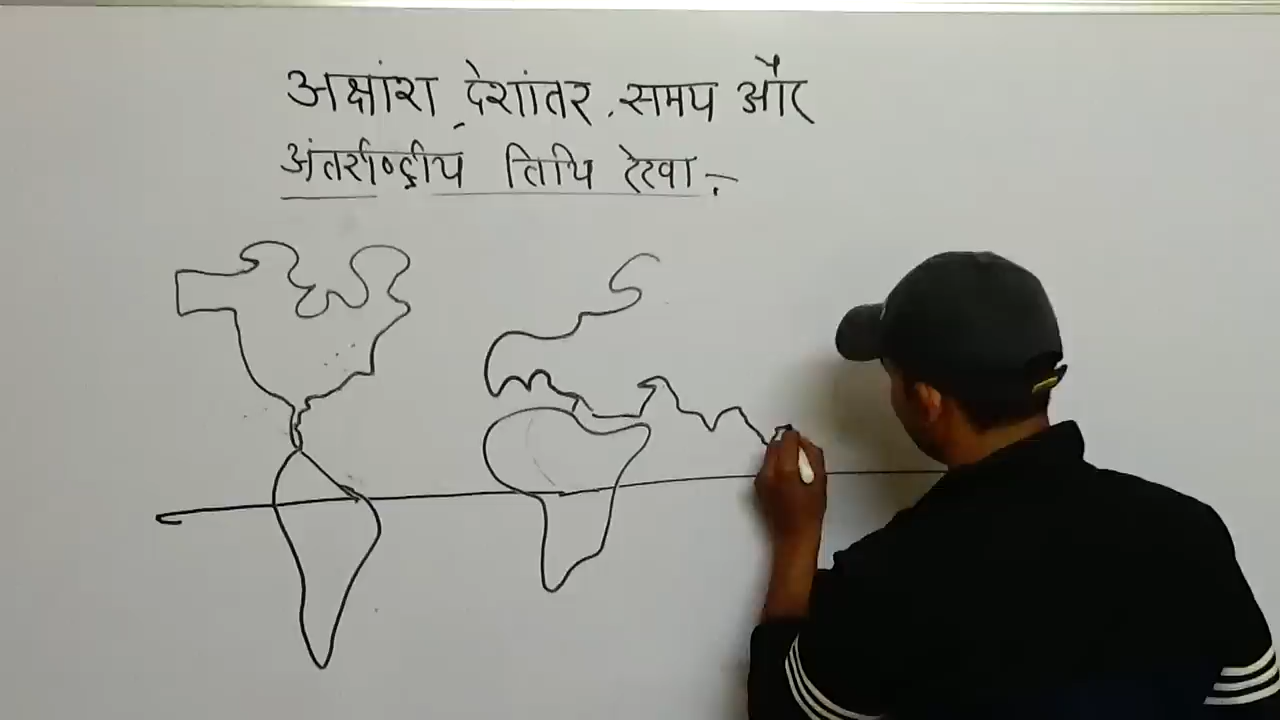 अक्षांश, देशांतर, समय और
अंतर्राष्ट्रीय तिथि रेखा :-